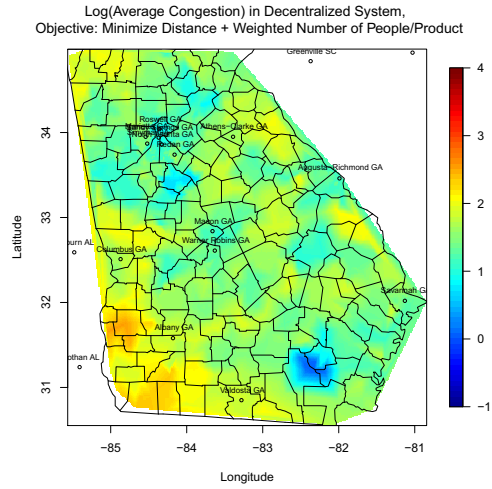 Log(Average Congestion) in Decentralized System,
Objective: Minimize Distance + Weighted Number of People/Product
Greenville SC
Roswell GA
Athens-Clarke GA
Redan GA
Augusta-Richmond GA
Macon GA
Warner Robins GA
burn AL
Columbus GA
Savannah GA
Albany GA
othan AL
Valdosta GA
34
33
32
31
Latitude
−85
−84
−83
−82
−81
Longitude
4
3
2
1
0
−1